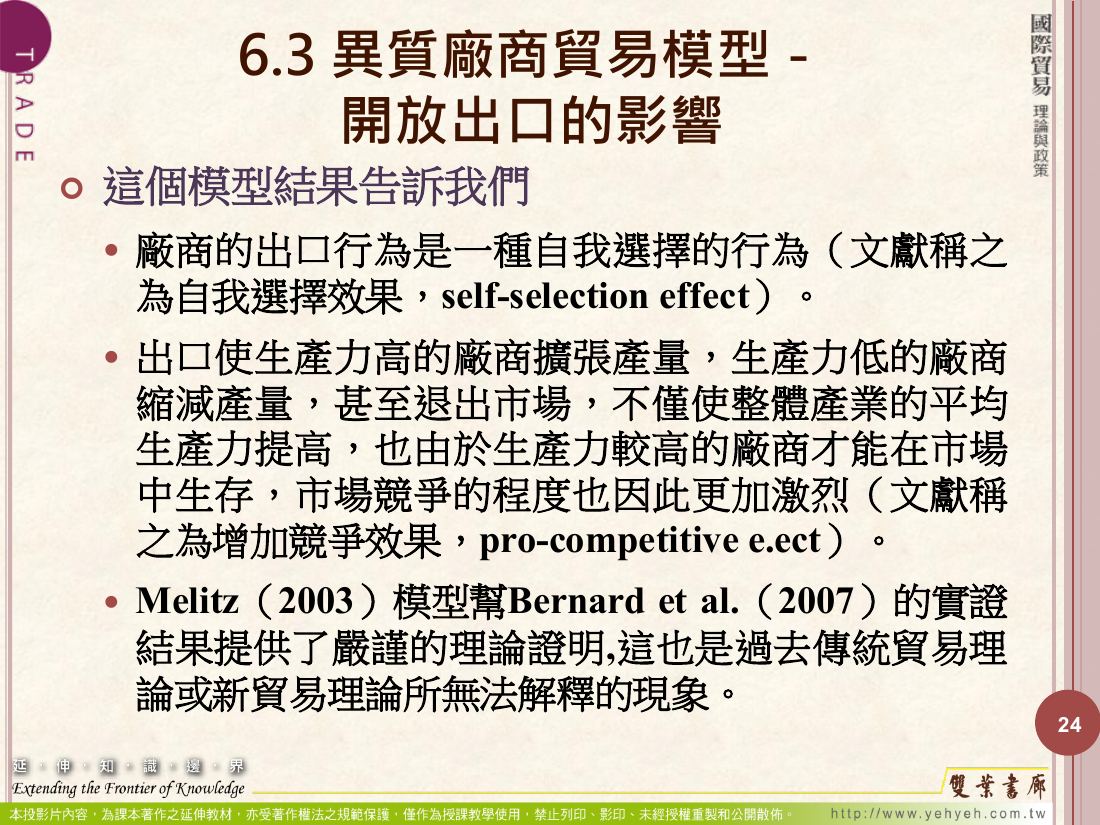 TRADE
6.3 異質廠商貿易模型 -
開放出口的影響
國際貿易 理論與政策
這個模型結果告訴我們
廠商的出口行為是一種自我選擇的行為（文獻稱之
為自我選擇效果，self-selection effect）。
出口使生產力高的廠商擴張產量，生產力低的廠商
縮減產量，甚至退出市場，不僅使整體產業的平均
生產力提高，也由於生產力較高的廠商才能在市場
中生存，市場競爭的程度也因此更加激烈（文獻稱
之為增加競爭效果，pro-competitive e.ect）。
Melitz（2003）模型幫Bernard et al.（2007）的實證
結果提供了嚴謹的理論證明,這也是過去傳統貿易理
論或新貿易理論所無法解釋的現象。
24
延。伸。知。識。邊。界
Extending the Frontier of Knowledge
雙葉書廊
本投影片內容，為課本著作之延伸教材，亦受著作權法之規範保護，僅作為授課教學使用，禁止列印、影印、未經授權重製和公開散佈。
http://www.yehyeh.com.tw